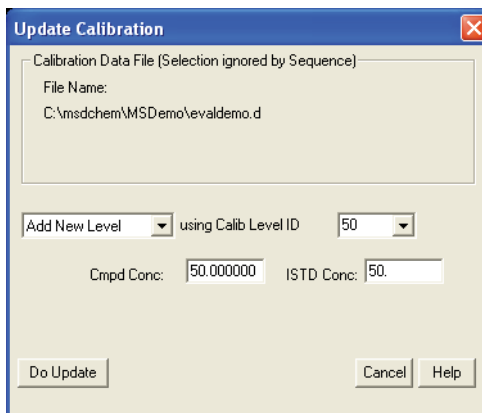 Update Calibration
Calibration Data File (Selection ignored by Sequence)
File Name:
C:\msdchem\MSDemo\evaldemo.d
Add New Level using Calib Level ID 50
Cmpd Conc: 50.000000 ISTD Conc: 50.
Do Update Cancel Help